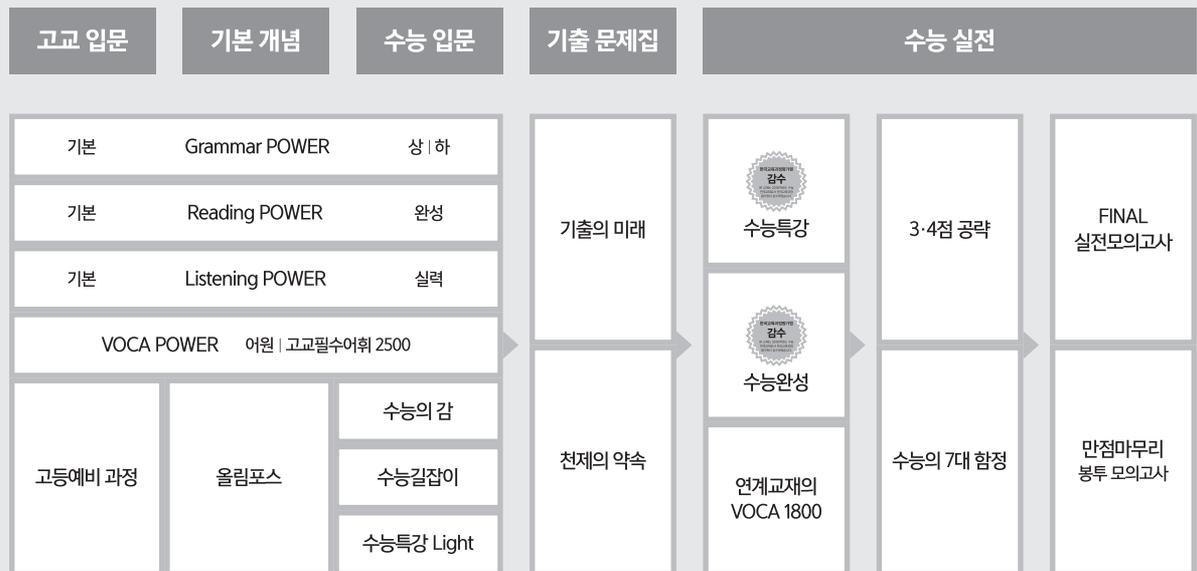 고교 입문
기본 개념
수능 입문
기출 문제집
수능 실전
기본 Grammar POWER 상 | 하
기본 Reading POWER 완성
기본 Listening POWER 실력
VOCA POWER 어원 | 고교필수어휘 2500
고등예비 과정
올림포스
수능의 감
수능길잡이
수능특강 Light
기출의 미래
천제의 약속
감수
수능특강
감수
수능완성
연계교재의
VOCA 1800
3·4점 공략
수능의 7대 함정
FINAL
실전모의고사
만점마무리
봉투 모의고사